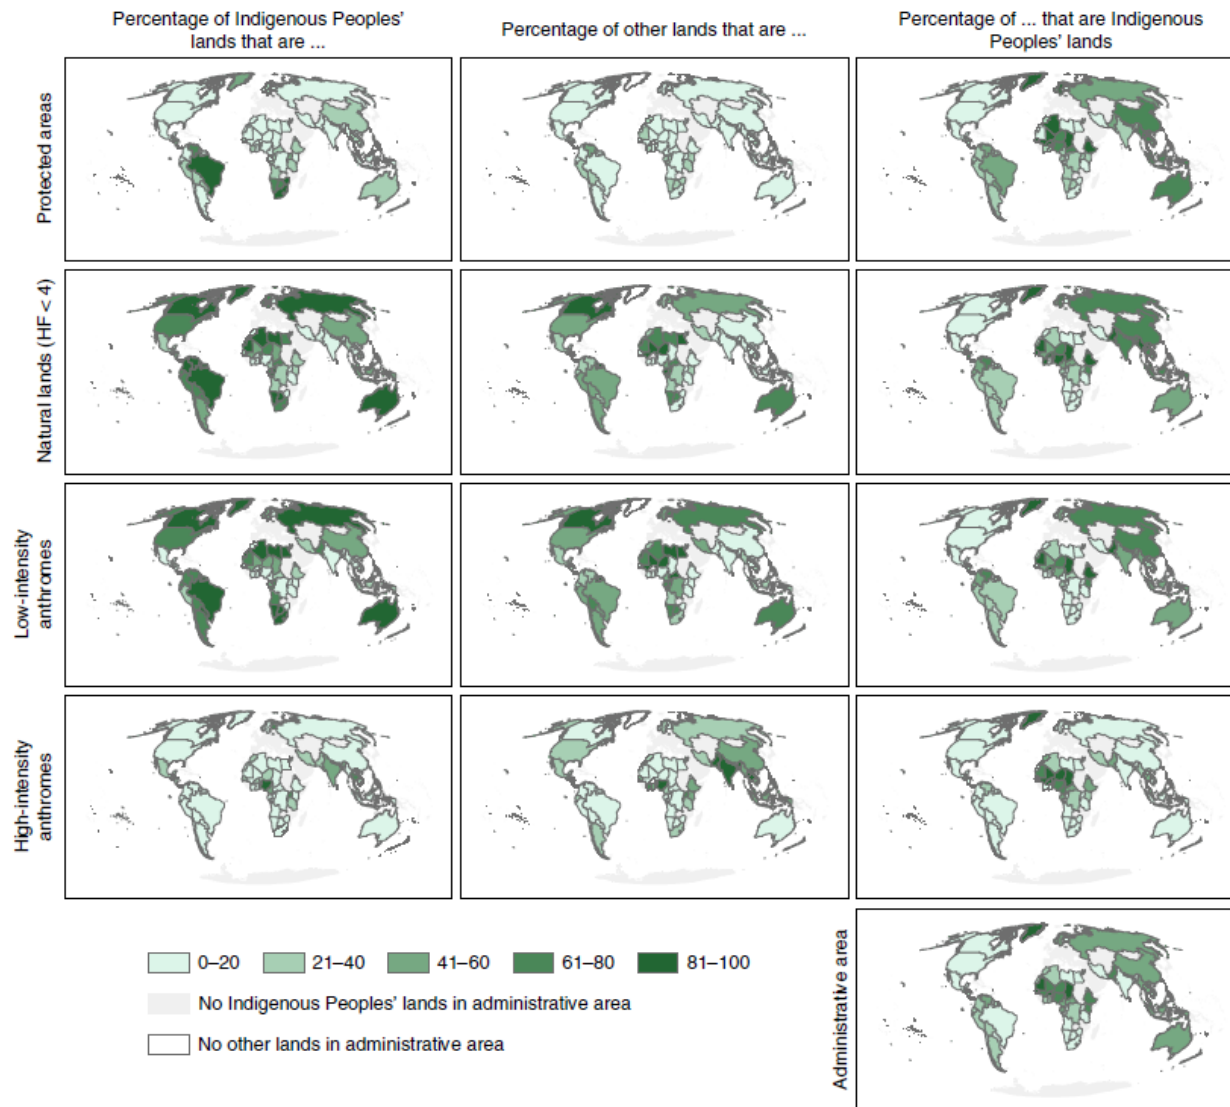 Percentage of Indigenous Peoples'
lands that are ...
Percentage of other lands that are ...
Percentage of ... that are Indigenous
Peoples' lands
Protected areas
Natural lands (HF < 4)
Low-intensity
anthromes
High-intensity
anthromes
Administrative area
0–20
21–40
41–60
61–80
81–100
No Indigenous Peoples' lands in administrative area
No other lands in administrative area